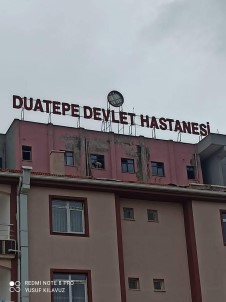 DUATEPE DEVLET HASTANESİ
REDMI NOTE 8 PRO
YUSUF KILAVUZ